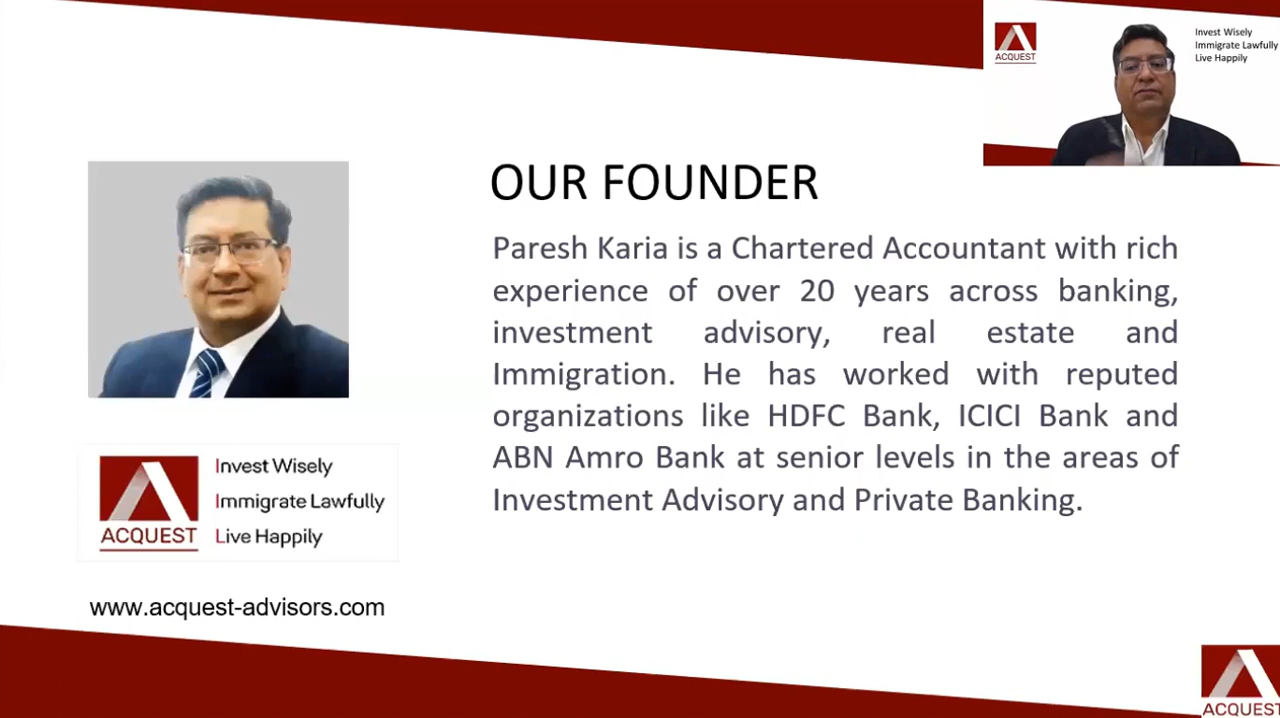 ACQUEST
Invest Wisely
Immigrate Lawfully
Live Happily
OUR FOUNDER
Paresh Karia is a Chartered Accountant with rich
experience of over 20 years across banking,
investment advisory, real estate and
Immigration. He has worked with reputed
organizations like HDFC Bank, ICICI Bank and
ABN Amro Bank at senior levels in the areas of
Investment Advisory and Private Banking.
ACQUEST
Invest Wisely
Immigrate Lawfully
Live Happily
www.acquest-advisors.com
ACQUEST